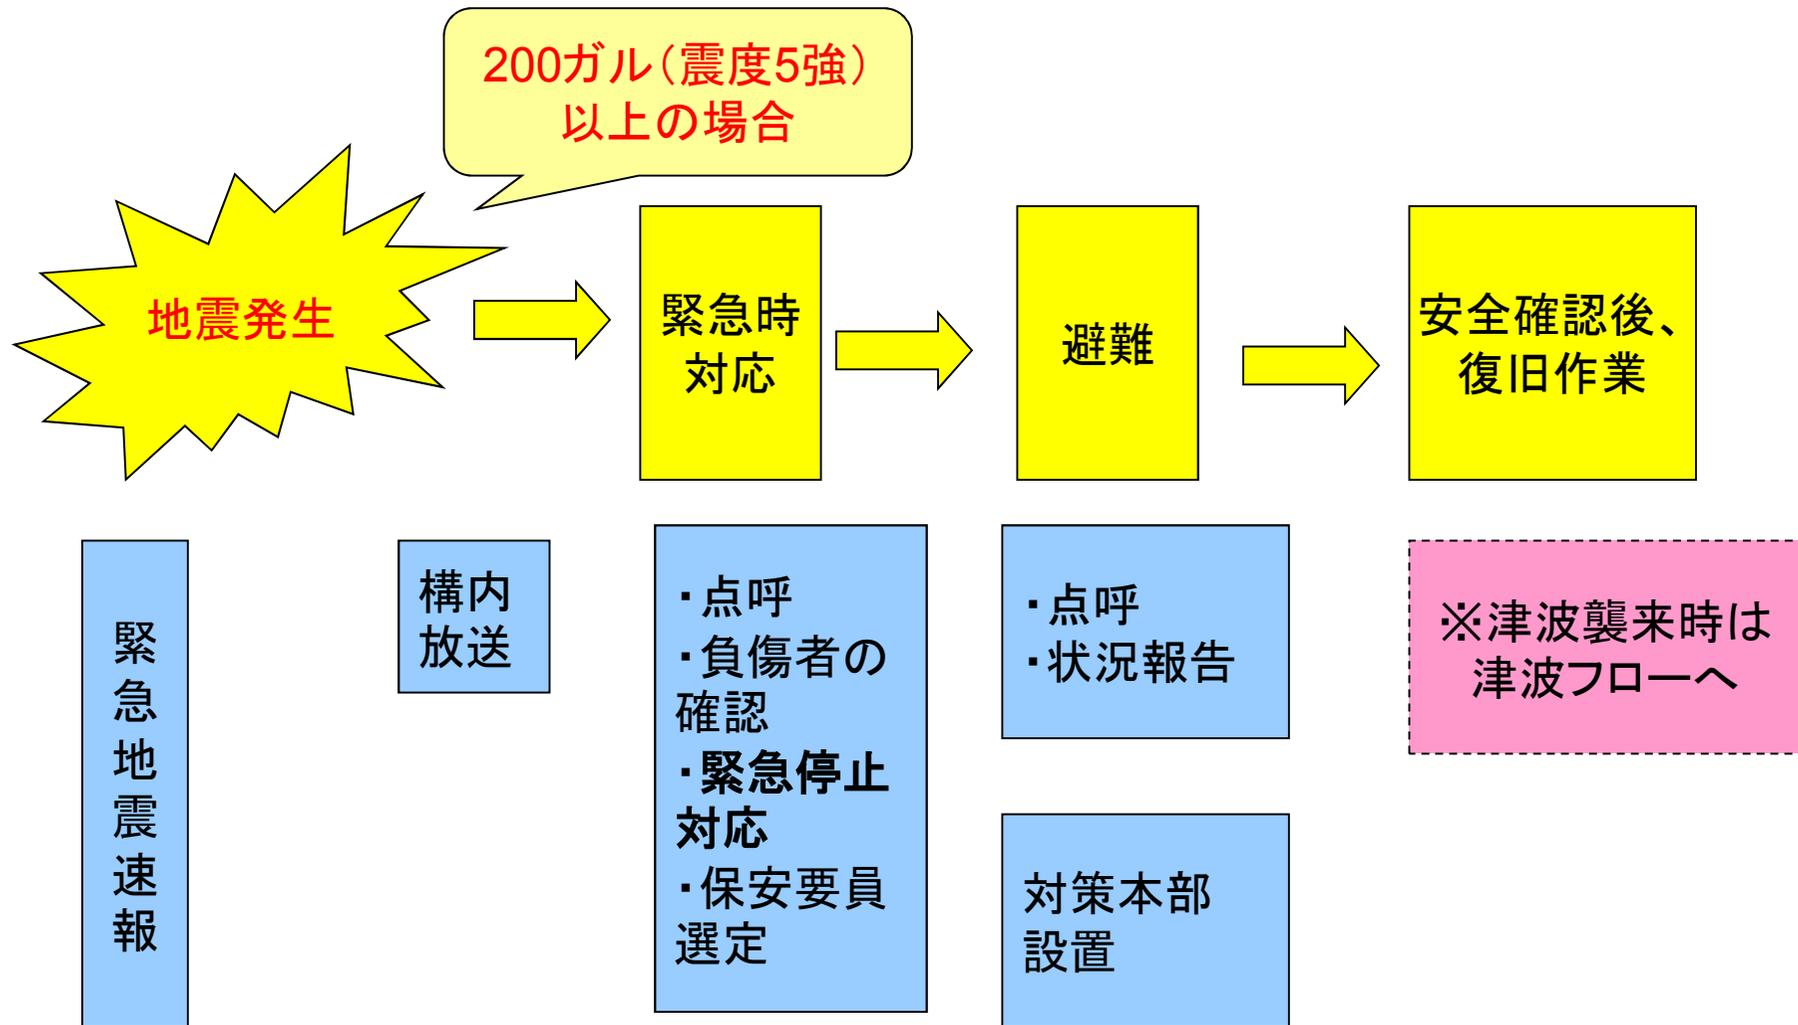 200ガル（震度5強）
以上の場合
地震発生
緊急時
対応
避難
安全確認後、
復旧作業
緊急地震速報
構内
放送
・点呼
・負傷者の
確認
・緊急停止
対応
・保安要員
選定
・点呼
・状況報告
対策本部
設置
※津波襲来時は
津波フローへ